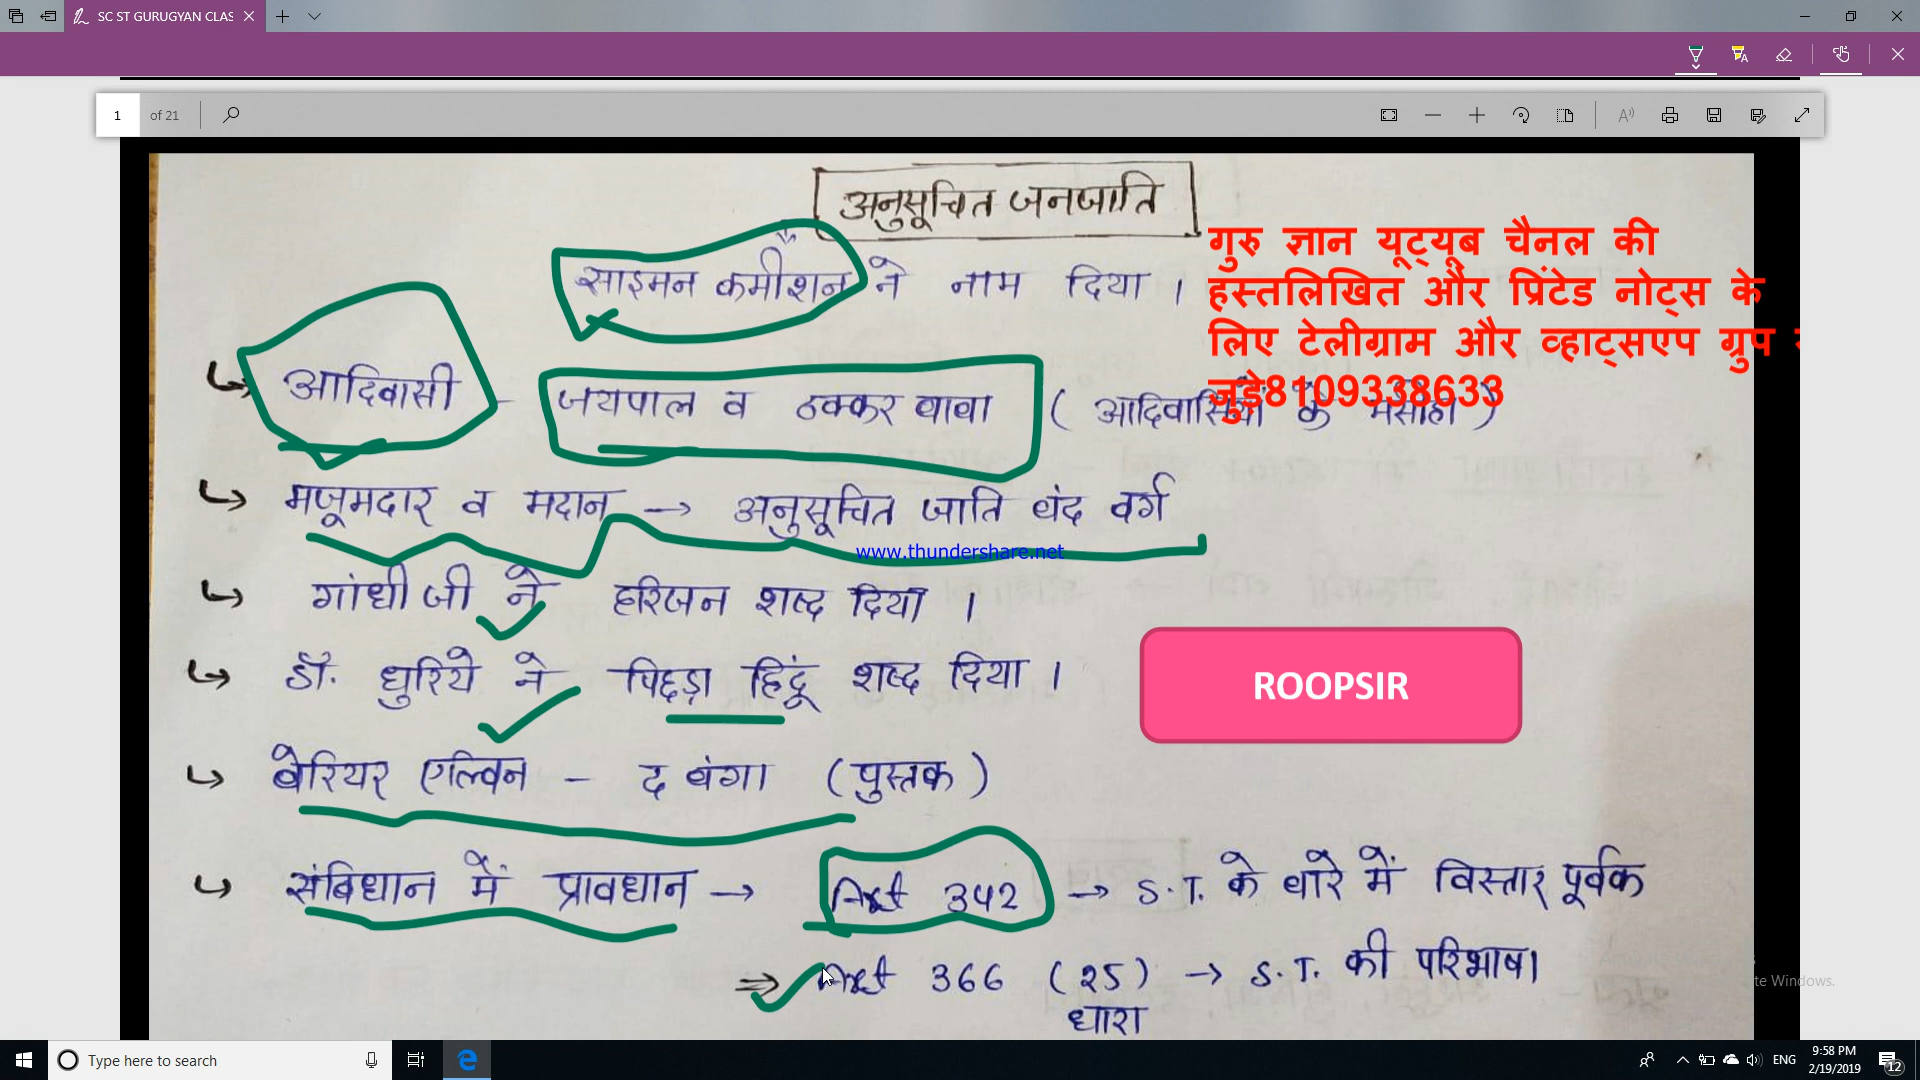 SC ST GURUGYAN CLAS
1 of 21
अनुसूचित जनजाति
साइमन कमीशन ने नाम दिया ।
गुरु ज्ञान यूट्यूब चैनल की
हस्तलिखित और प्रिंटेड नोट्स के
लिए टेलीग्राम और व्हाट्सएप ग्रुप
जुड़े8109338633
आदिवासी - जयपाल व ठक्कर बाबा ( आदिवासियों के मसीहा )
मजूमदार व मदान → अनुसूचित जाति बंद वर्ग
www.thundershare.net
गांधी जी ने हरिजन शब्द दिया ।
डॉ. धुरिये ने पिछड़ा हिंदू शब्द दिया ।
ROOPSIR
वेरियर एल्विन - द बंगा (पुस्तक)
संबिधान में प्रावधान → Art 342 → S.T. के बारे में विस्तार पूर्वक
⇒ Art 366 (25) → S.T. की परिभाषा
धारा
te Windows.
Type here to search
ENG
9:58 PM
2/19/2019
12